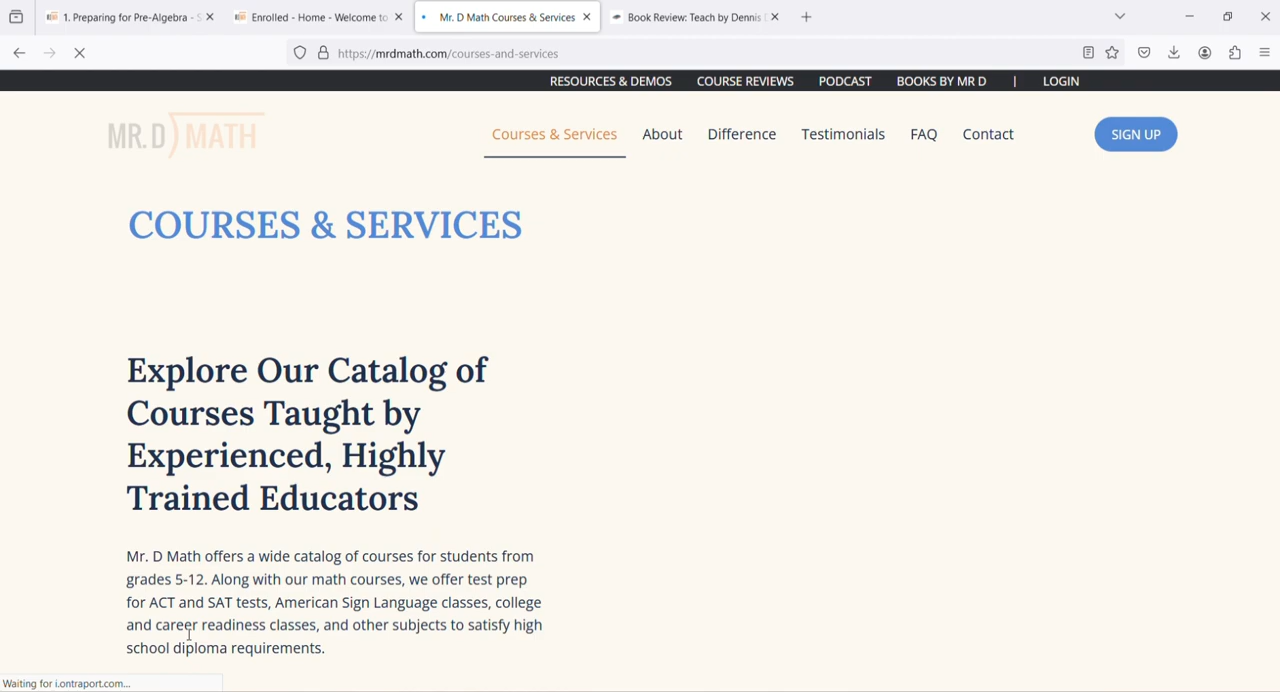 1. Preparing for Pre-Algebra - S
Enrolled - Home - Welcome to
Mr. D Math Courses & Services
Book Review: Teach by Dennis
https://mrdmath.com/courses-and-services
RESOURCES & DEMOS COURSE REVIEWS PODCAST BOOKS BY MR D | LOGIN
MR. D MATH
Courses & Services About Difference Testimonials FAQ Contact SIGN UP
COURSES & SERVICES
Explore Our Catalog of
Courses Taught by
Experienced, Highly
Trained Educators
Mr. D Math offers a wide catalog of courses for students from
grades 5-12. Along with our math courses, we offer test prep
for ACT and SAT tests, American Sign Language classes, college
and career readiness classes, and other subjects to satisfy high
school diploma requirements.
Waiting for i.ontraport.com...